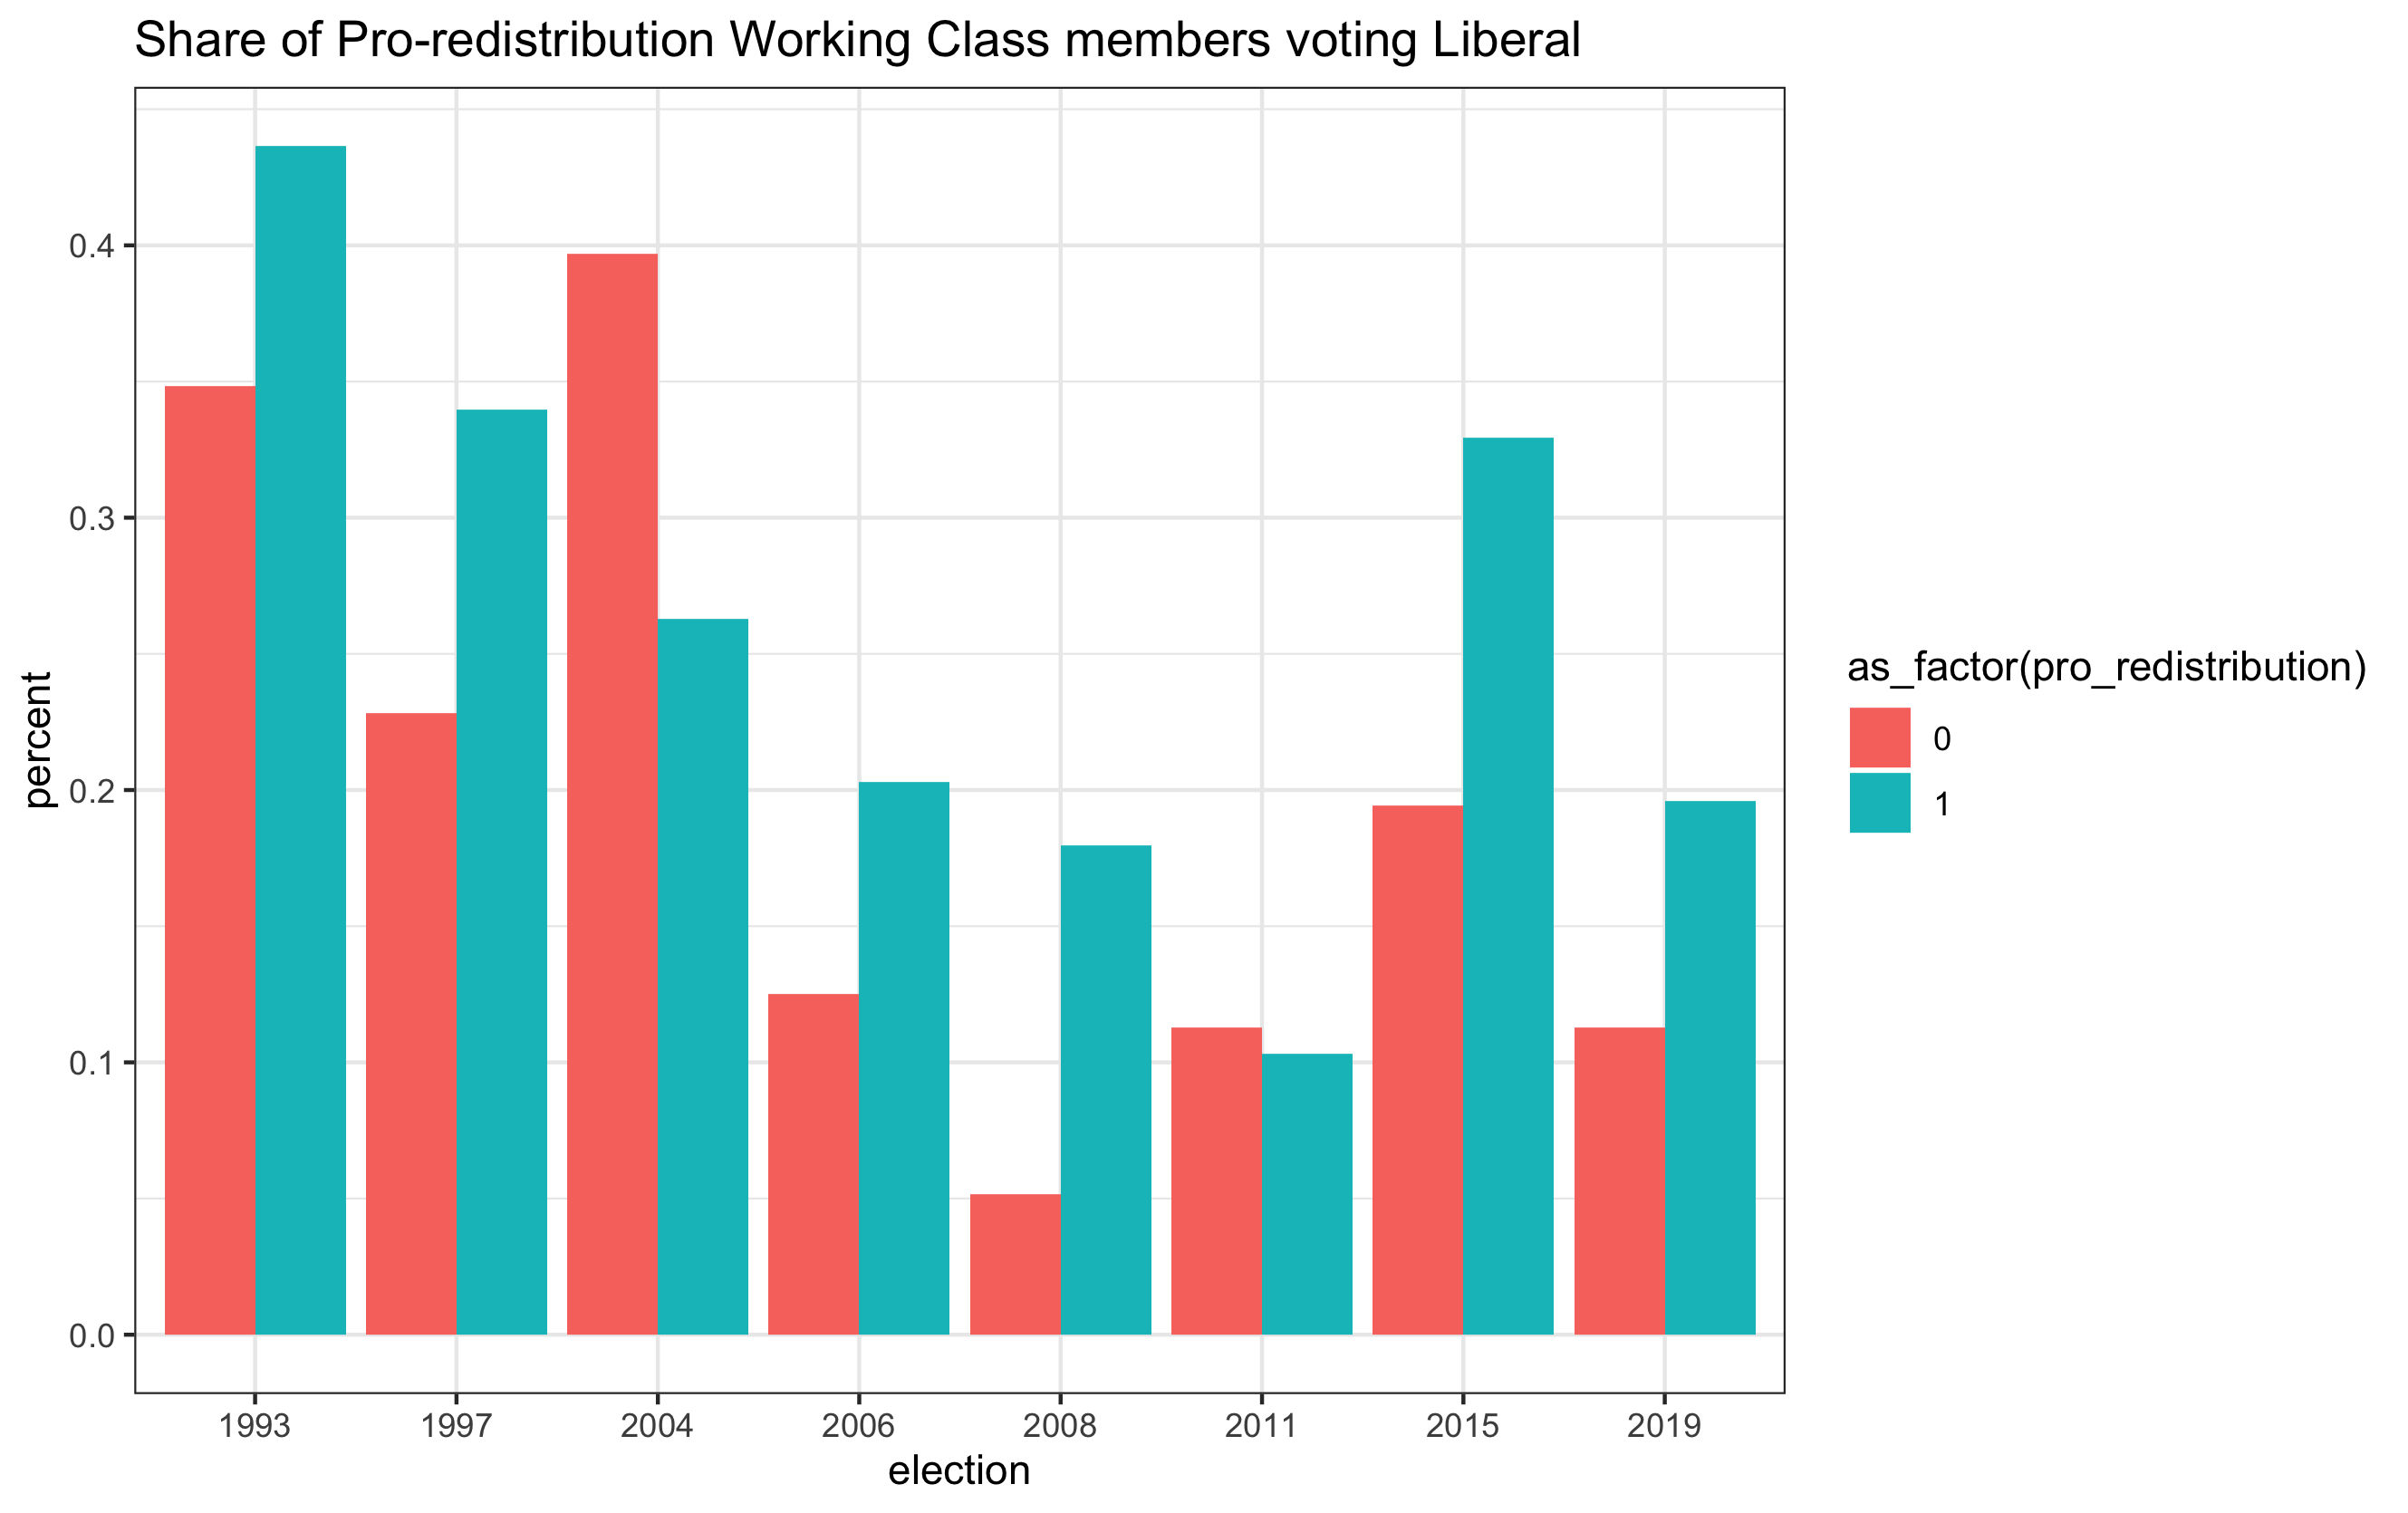 Share of Pro-redistribution Working Class members voting Liberal
percent
0.4
0.3
0.2
0.1
0.0
1993 1997 2004 2006 2008 2011 2015 2019
election
as_factor(pro_redistribution)
0
1